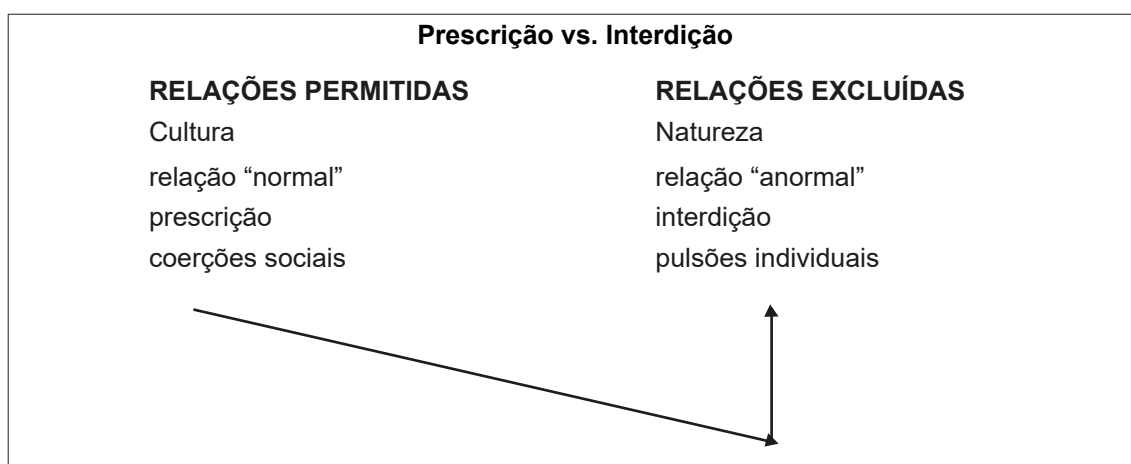 Prescrição vs. Interdição
RELAÇÕES PERMITIDAS
Cultura
relação “normal”
prescrição
coerções sociais
RELAÇÕES EXCLUÍDAS
Natureza
relação “anormal”
interdição
pulsões individuais